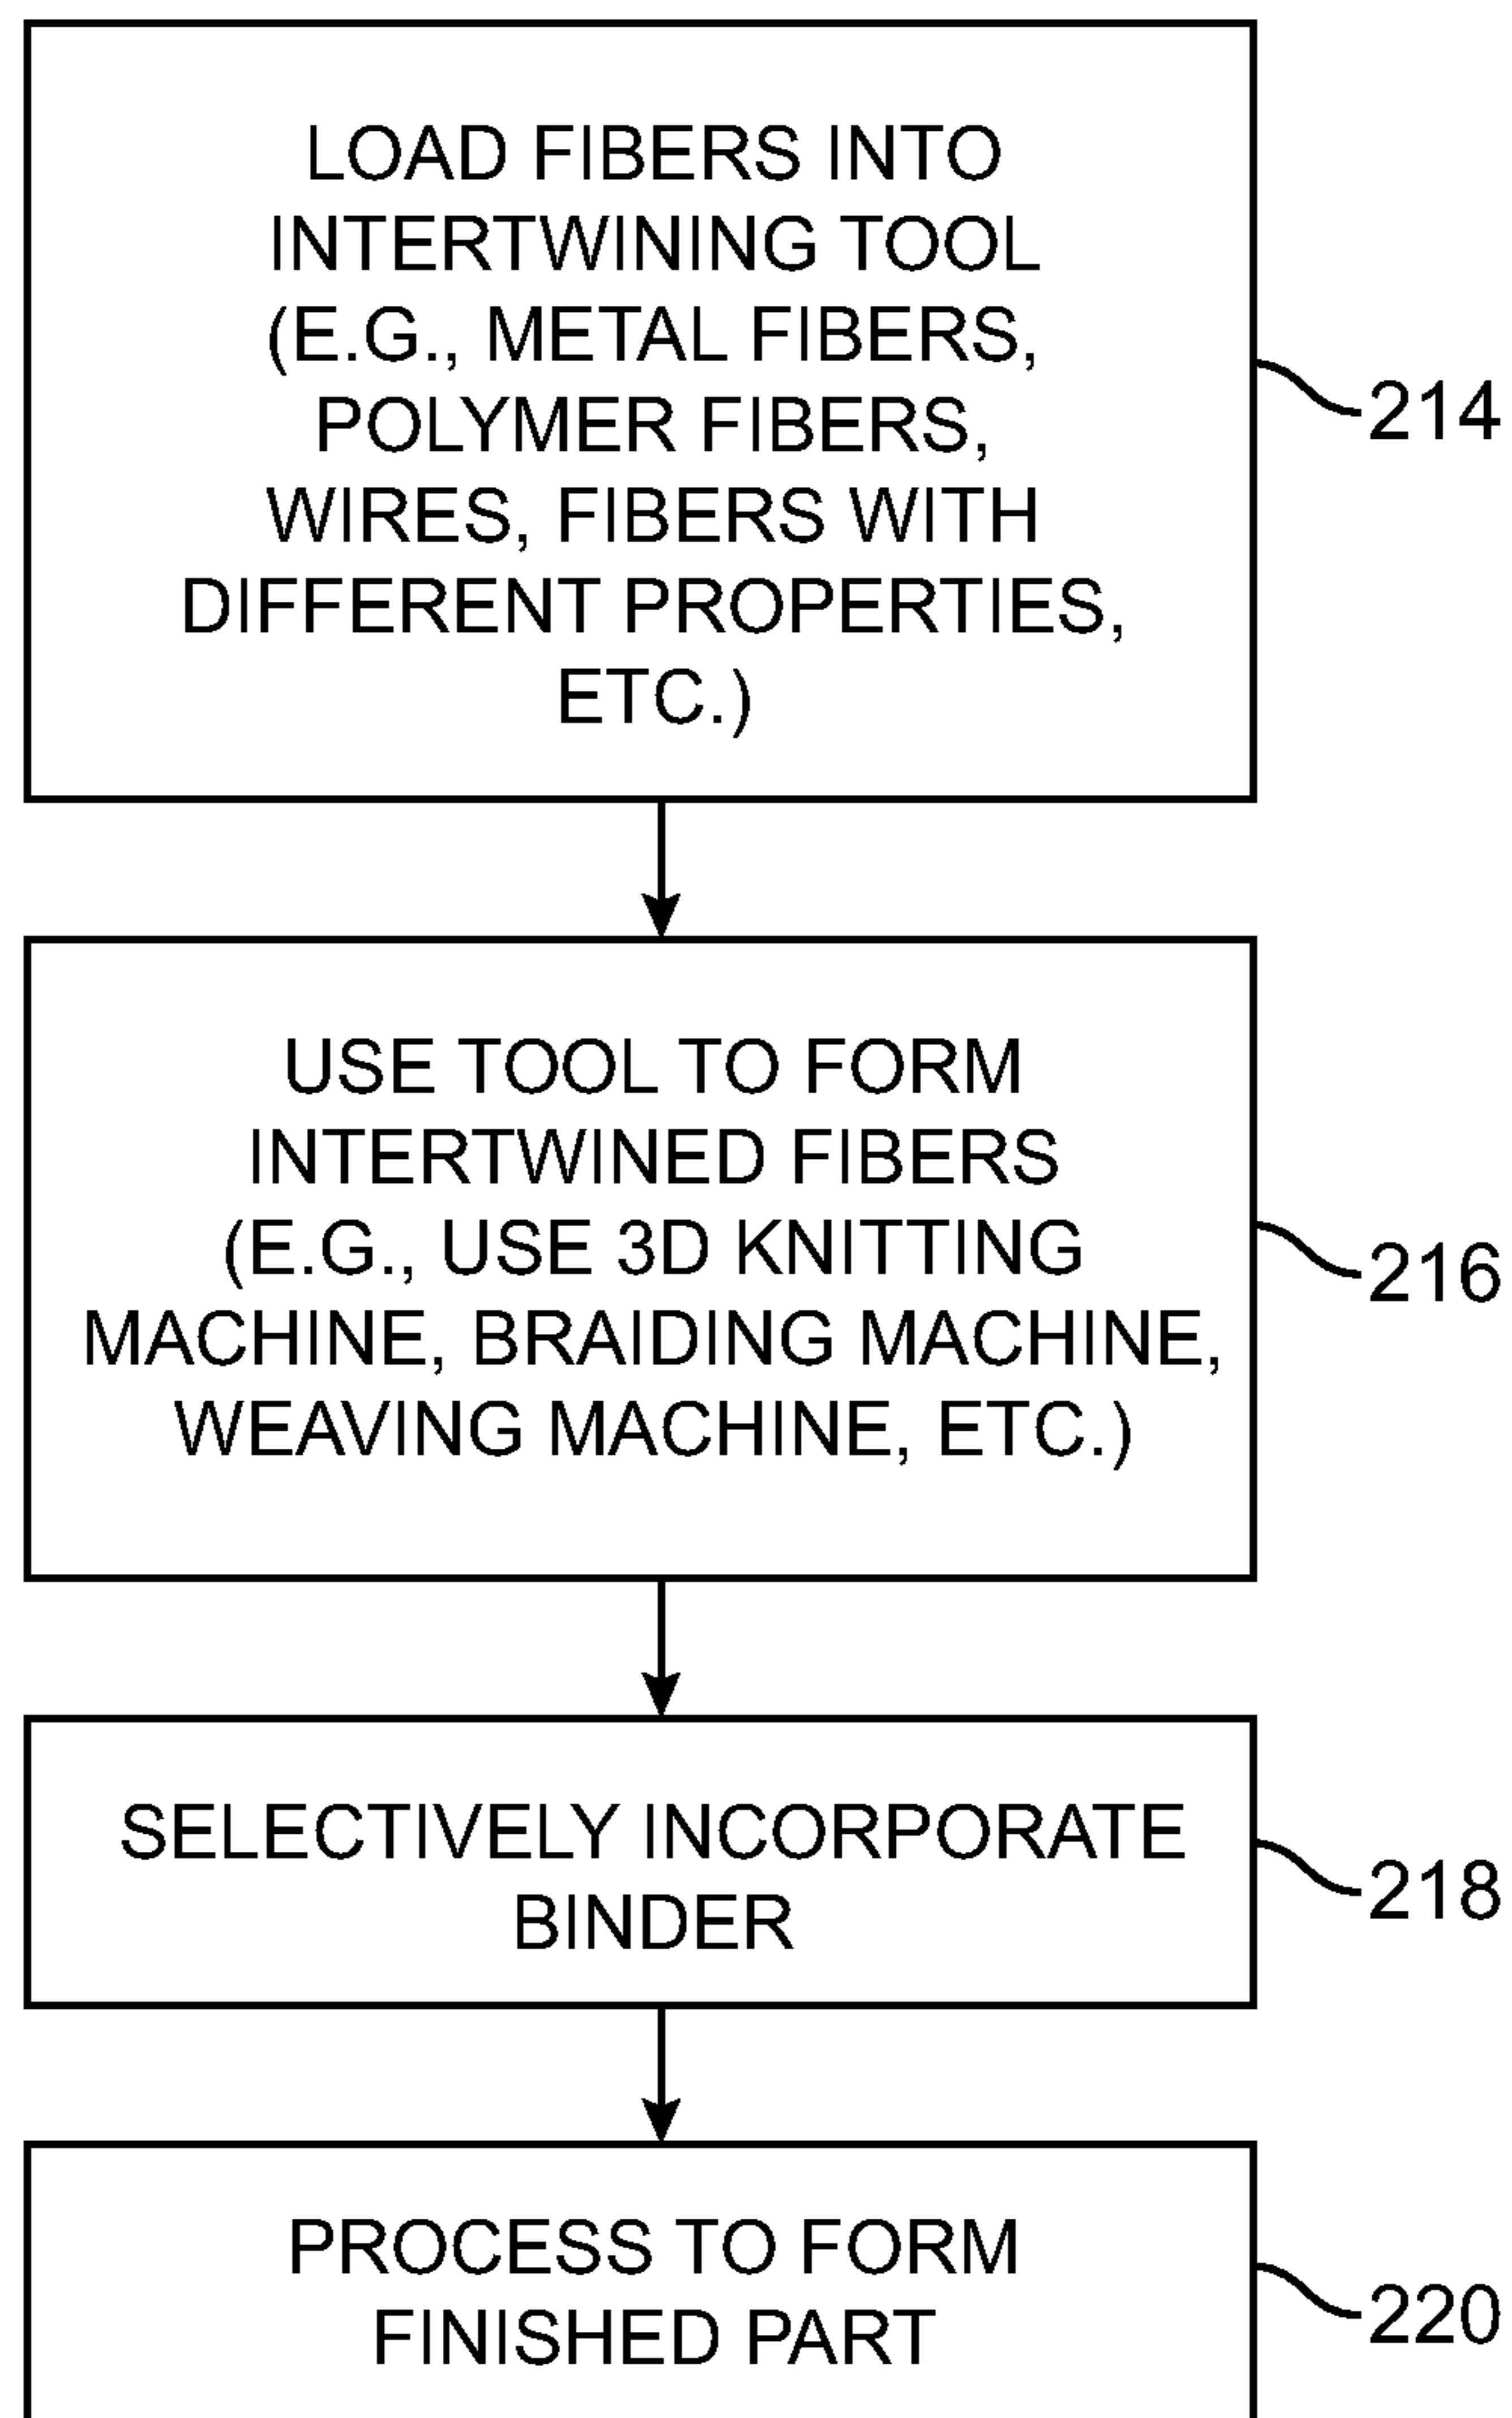 LOAD FIBERS INTO
INTERTWINING TOOL
(E.G., METAL FIBERS,
POLYMER FIBERS,
WIRES, FIBERS WITH
DIFFERENT PROPERTIES,
ETC.)
214
USE TOOL TO FORM
INTERTWINED FIBERS
(E.G., USE 3D KNITTING
MACHINE, BRAIDING MACHINE,
WEAVING MACHINE, ETC.)
216
SELECTIVELY INCORPORATE
BINDER
218
PROCESS TO FORM
FINISHED PART
220